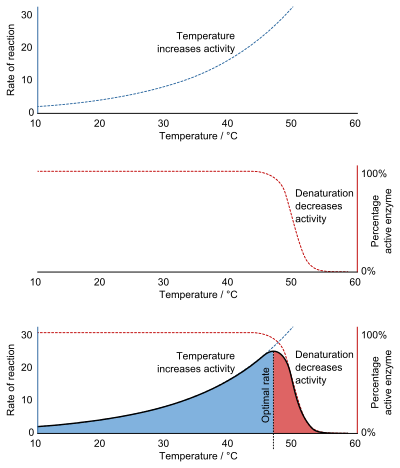 30
20
10
0
Rate of reaction
Temperature
increases activity
10 20 30 40 50 60
Temperature / °C
100%
0%
Denaturation
decreases
activity
Percentage
active enzyme
10 20 30 40 50 60
Temperature / °C
30
20
10
0
Rate of reaction
Temperature
increases activity
Optimal rate
Denaturation
decreases
activity
100%
0%
Percentage
active enzyme
10 20 30 40 50 60
Temperature / °C